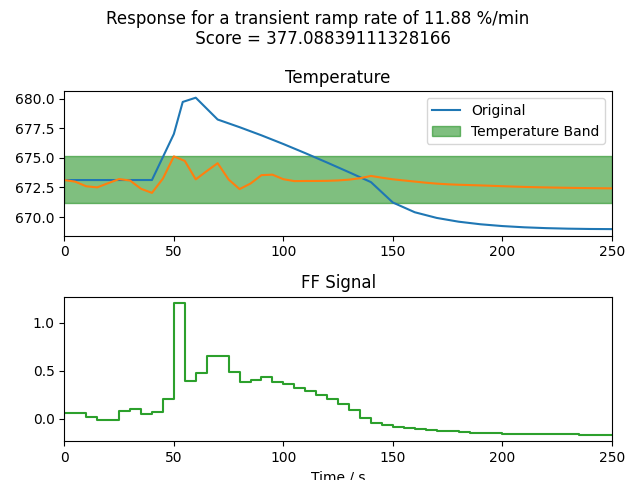 Response for a transient ramp rate of 11.88 %/min
Score = 377.08839111328166
Temperature
680.0
677.5
675.0
672.5
670.0
Original
Temperature Band
0 50 100 150 200 250
FF Signal
1.0
0.5
0.0
0 50 100 150 200 250
Time / s